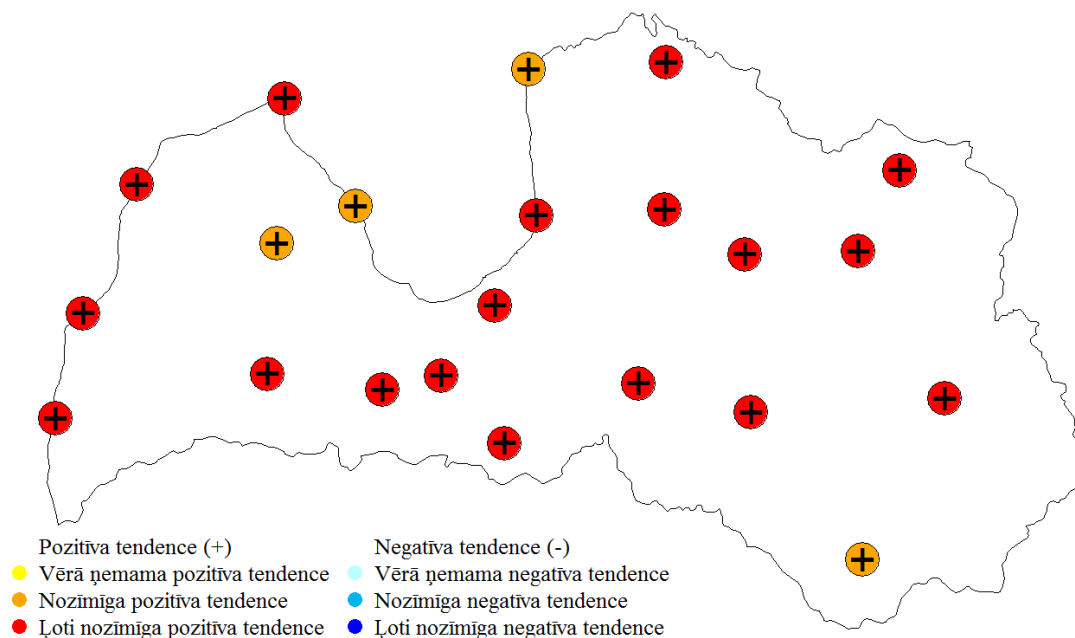 Pozitīva tendence (+)
Vērā ņemama pozitīva tendence
Nozīmīga pozitīva tendence
Ļoti nozīmīga pozitīva tendence
Negatīva tendence (-)
Vērā ņemama negatīva tendence
Nozīmīga negatīva tendence
Ļoti nozīmīga negatīva tendence